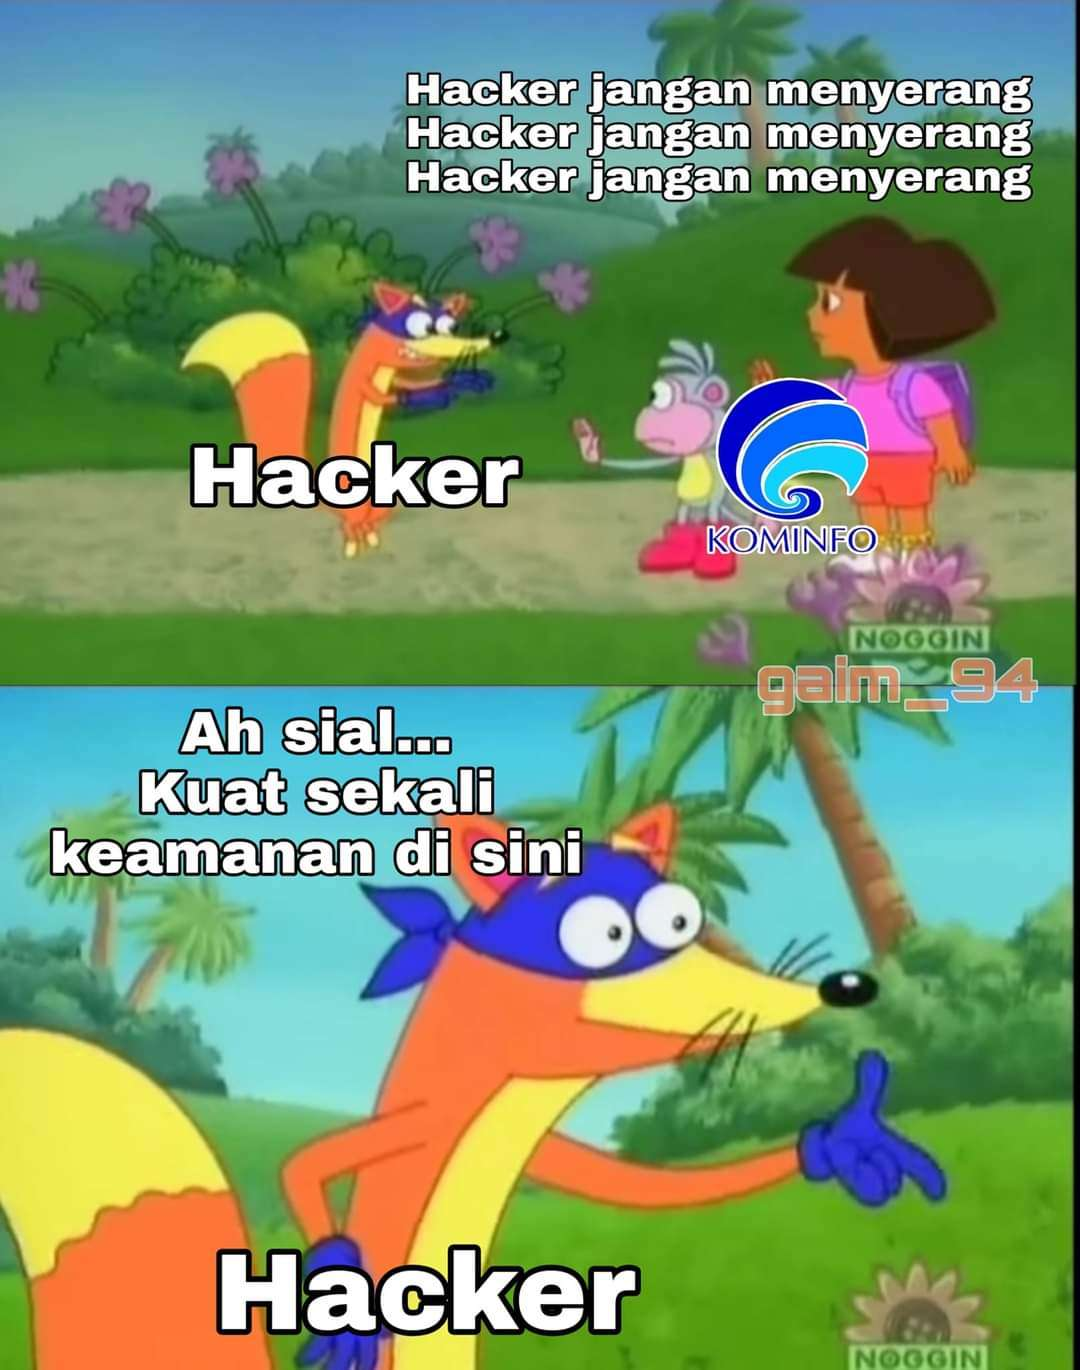 Hacker jangan menyerang
Hacker jangan menyerang
Hacker jangan menyerang
Hacker
KOMINFO
NOGGIN
gaim_94
Ah sial...
Kuat sekali
keamanan di sini
Hacker
NOGGIN